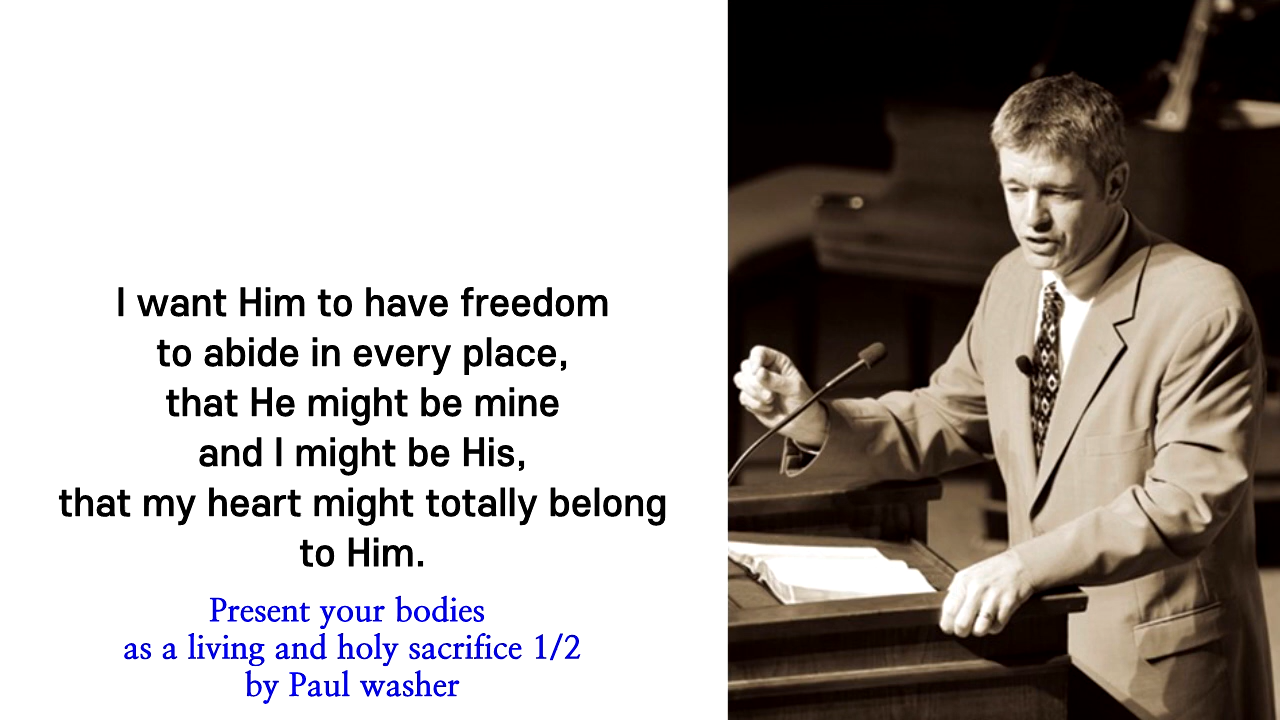 I want Him to have freedom
to abide in every place,
that He might be mine
and I might be His,
that my heart might totally belong
to Him.
Present your bodies
as a living and holy sacrifice 1/2
by Paul washer